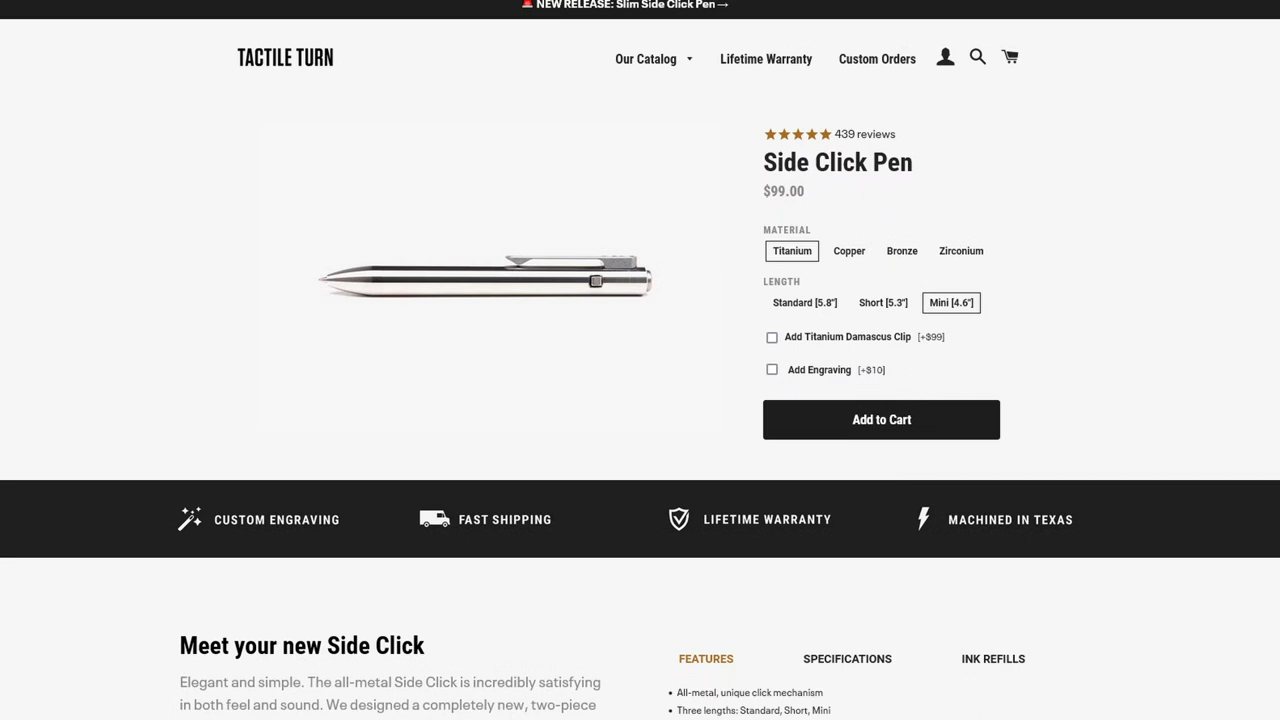 🚨 NEW RELEASE: Slim Side Click Pen →
TACTILE TURN
Our Catalog ▾ Lifetime Warranty Custom Orders
439 reviews
Side Click Pen
$99.00
MATERIAL
Titanium Copper Bronze Zirconium
LENGTH
Standard [5.8"] Short [5.3"] Mini [4.6"]
Add Titanium Damascus Clip [+$99]
Add Engraving [+$10]
Add to Cart
CUSTOM ENGRAVING FAST SHIPPING LIFETIME WARRANTY MACHINED IN TEXAS
Meet your new Side Click
Elegant and simple. The all-metal Side Click is incredibly satisfying
in both feel and sound. We designed a completely new, two-piece
FEATURES SPECIFICATIONS INK REFILLS
• All-metal, unique click mechanism
• Three lengths: Standard, Short, Mini